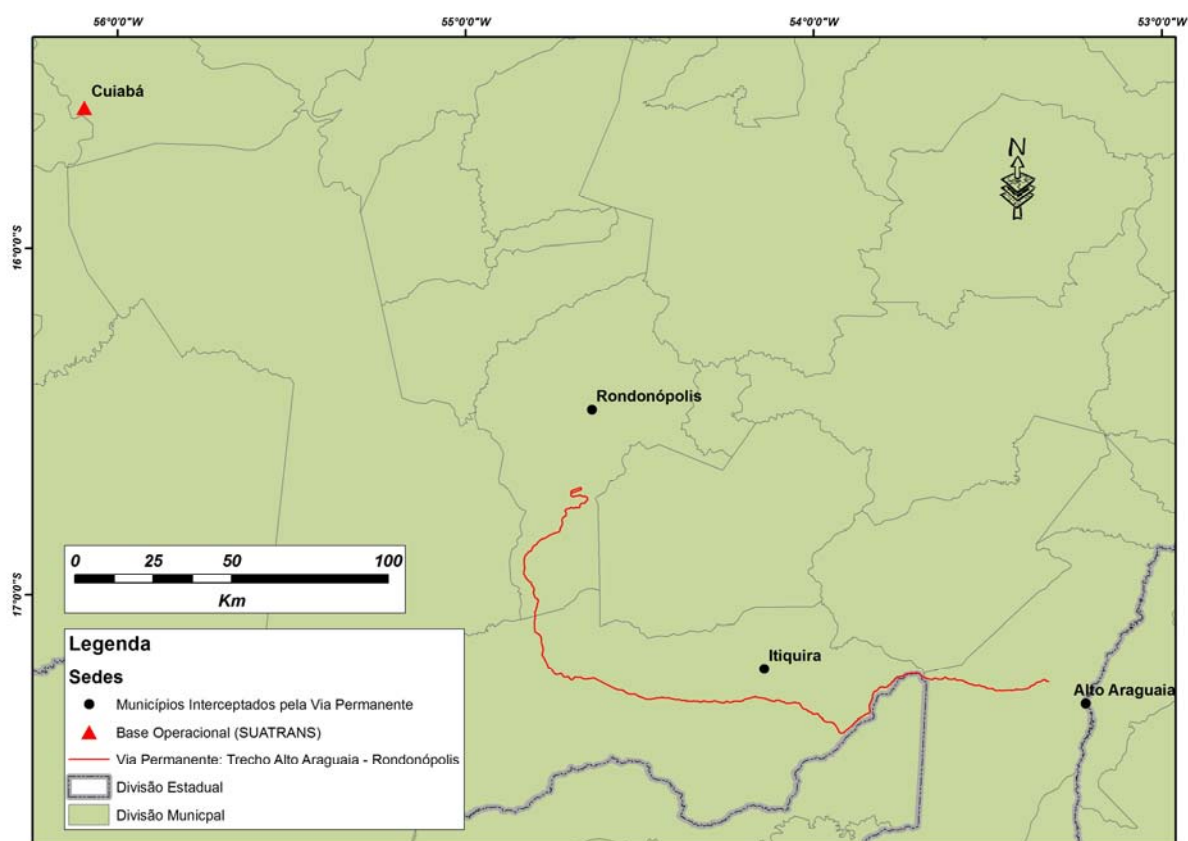 56°0'0"W
55°0'0"W
54°0'0"W
53°0'0"W
Cuiabá
N
16°0'0"S
Rondonópolis
0 25 50 100
Km
17°0'0"S
Itiquira
Alto Araguaia
Legenda
Sedes
Municípios Interceptados pela Via Permanente
Base Operacional (SUATRANS)
Via Permanente: Trecho Alto Araguaia - Rondonópolis
Divisão Estadual
Divisão Municpal